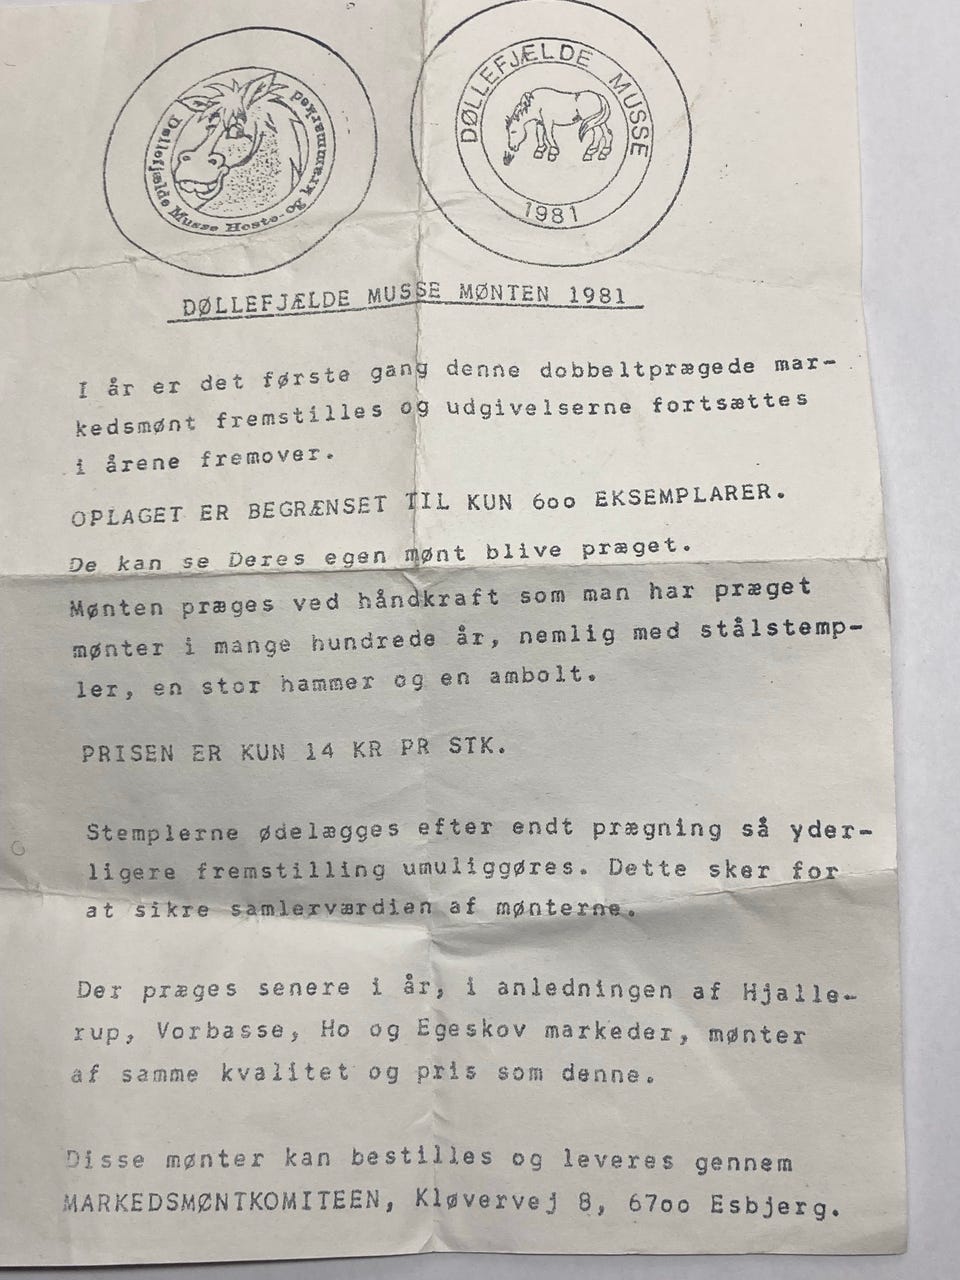 Døllefjælde Musse Heste- og krammarked
DØLLEFJÆLDE MUSSE
1981
DØLLEFJÆLDE MUSSE MØNTEN 1981
I år er det første gang denne dobbeltprægede mar-
kedsmønt fremstilles og udgivelserne fortsættes
i årene fremover.
OPLAGET ER BEGRÆNSET TIL KUN 6oo EKSEMPLARER.
De kan se Deres egen mønt blive præget.
Mønten præges ved håndkraft som man har præget
mønter i mange hundrede år, nemlig med stålstemp-
ler, en stor hammer og en ambolt.
PRISEN ER KUN 14 KR PR STK.
Stemplerne ødelægges efter endt prægning så yder-
ligere fremstilling umuliggøres. Dette sker for
at sikre samlerværdien af mønterne.
Der præges senere i år, i anledningen af Hjalle-
rup, Vorbasse, Ho og Egeskov markeder, mønter
af samme kvalitet og pris som denne.
Disse mønter kan bestilles og leveres gennem
MARKEDSMØNTKOMITEEN, Kløvervej 8, 67oo Esbjerg.